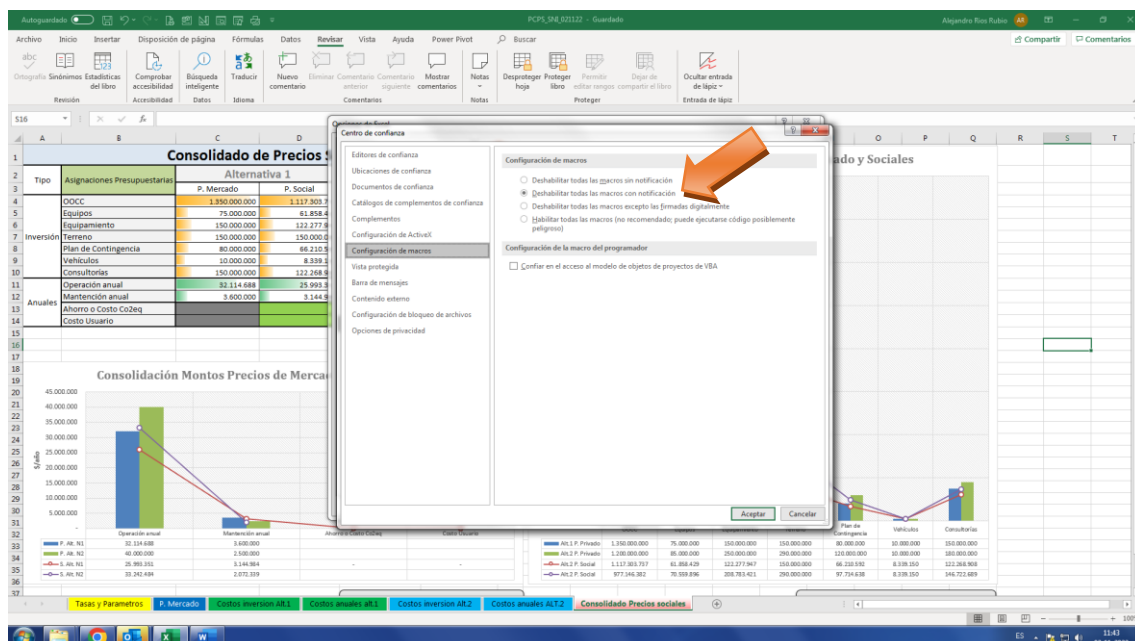 Autoguardado
PCPS_SNI_021122 - Guardado
Alejandro Rios Rubio
AR
Archivo Inicio Insertar Disposición de página Fórmulas Datos Revisar Vista Ayuda Power Pivot Buscar
Compartir Comentarios
Ortografía Sinónimos Estadísticas del libro
Comprobar accesibilidad
Búsqueda inteligente
Traducir
Nuevo comentario
Eliminar
Comentario anterior
Comentario siguiente
Mostrar comentarios
Notas
Desproteger hoja
Proteger libro
Permitir editar rangos
Dejar de compartir el libro
Ocultar entrada de lápiz
Revisión Accesibilidad Datos Idioma Comentarios Notas Proteger Entrada de lápiz
S16
fx
Opciones de Excel
Centro de confianza
Editores de confianza
Ubicaciones de confianza
Documentos de confianza
Catálogos de complementos de confianza
Complementos
Configuración de ActiveX
Configuración de macros
Vista protegida
Barra de mensajes
Contenido externo
Configuración de bloqueo de archivos
Opciones de privacidad
Configuración de macros
Deshabilitar todas las macros sin notificación
Deshabilitar todas las macros con notificación
Deshabilitar todas las macros excepto las firmadas digitalmente
Habilitar todas las macros (no recomendado; puede ejecutarse código posiblemente
peligroso)
Configuración de la macro del programador
Confiar en el acceso al modelo de objetos de proyectos de VBA
Aceptar Cancelar
A B C D O P Q R S T
Consolidado de Precios S
ado y Sociales
Tipo Asignaciones Presupuestarias Alternativa 1
P. Mercado P. Social
Inversión
OOCC 1.350.000.000 1.117.303.7
Equipos 75.000.000 61.858.4
Equipamiento 150.000.000 122.277.9
Terreno 150.000.000 150.000.0
Plan de Contingencia 80.000.000 66.210.5
Vehículos 10.000.000 8.339.1
Consultorías 150.000.000 122.268.9
Anuales
Operación anual 32.114.688 25.993.3
Mantención anual 3.600.000 3.144.9
Ahorro o Costo Co2eq
Costo Usuario
Consolidación Montos Precios de Merca
45.000.000
40.000.000
35.000.000
30.000.000
25.000.000
20.000.000
15.000.000
10.000.000
5.000.000
-
$/año
Operación anual Mantención anual Ahorro o Costo Co2eq Costo Usuario
P. Alt. N1 32.114.688 3.600.000
P. Alt. N2 40.000.000 2.500.000
S. Alt. N1 25.993.351 3.144.984 - -
S. Alt. N2 33.242.484 2.072.539
Plan de Contingencia Vehículos Consultorías
Alt.1 P. Privado 1.350.000.000 75.000.000 150.000.000 150.000.000 80.000.000 10.000.000 150.000.000
Alt.2 P. Privado 1.200.000.000 85.000.000 250.000.000 290.000.000 120.000.000 10.000.000 180.000.000
Alt.2 P. Social 1.117.303.737 61.858.429 122.277.947 150.000.000 66.210.592 8.339.150 122.268.908
Alt.2 P. Social 977.146.382 70.559.896 208.783.421 290.000.000 97.714.638 8.339.150 146.722.689
Tasas y Parametros P. Mercado Costos inversion Alt.1 Costos anuales alt.1 Costos inversion Alt.2 Costos anuales ALT.2 Consolidado Precios sociales
100%
ES 11:43